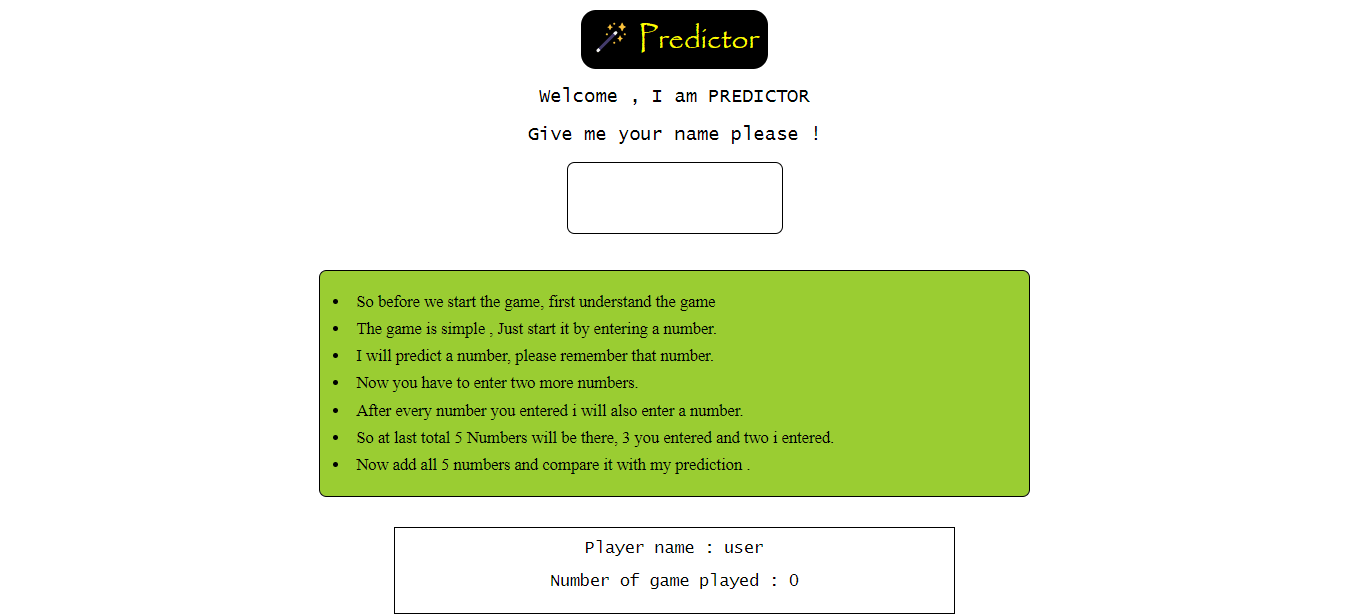 Predictor
Welcome , I am PREDICTOR
Give me your name please !
• So before we start the game, first understand the game
• The game is simple , Just start it by entering a number.
• I will predict a number, please remember that number.
• Now you have to enter two more numbers.
• After every number you entered i will also enter a number.
• So at last total 5 Numbers will be there, 3 you entered and two i entered.
• Now add all 5 numbers and compare it with my prediction .
Player name : user
Number of game played : 0